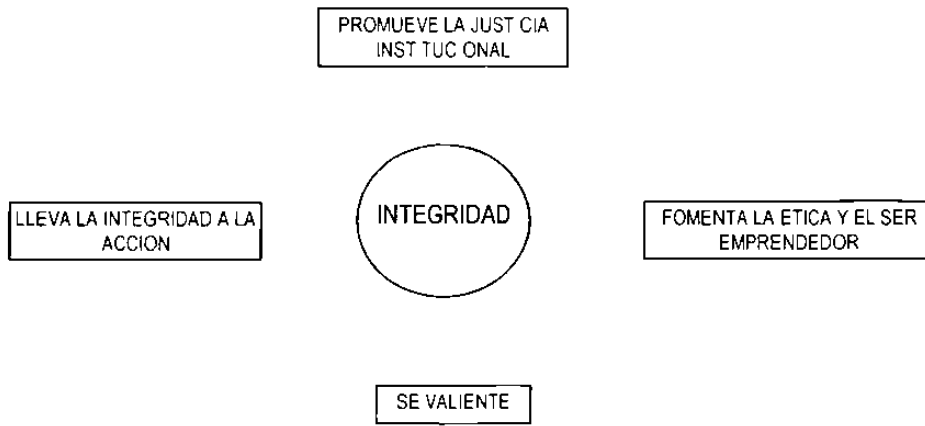 PROMUEVE LA JUST CIA
INST TUC ONAL
INTEGRIDAD
LLEVA LA INTEGRIDAD A LA
ACCION
FOMENTA LA ETICA Y EL SER
EMPRENDEDOR
SE VALIENTE